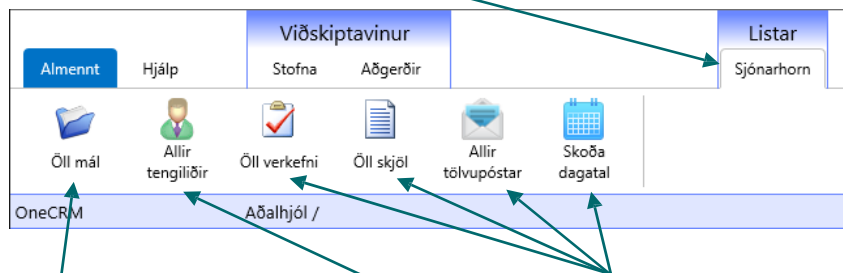 Viðskiptavinur Listar
Almennt Hjálp Stofna Aðgerðir Sjónarhorn
Öll mál
Allir
tengiliðir
Öll verkefni
Öll skjöl
Allir
tölvupóstar
Skoða
dagatal
OneCRM Aðalhjól /